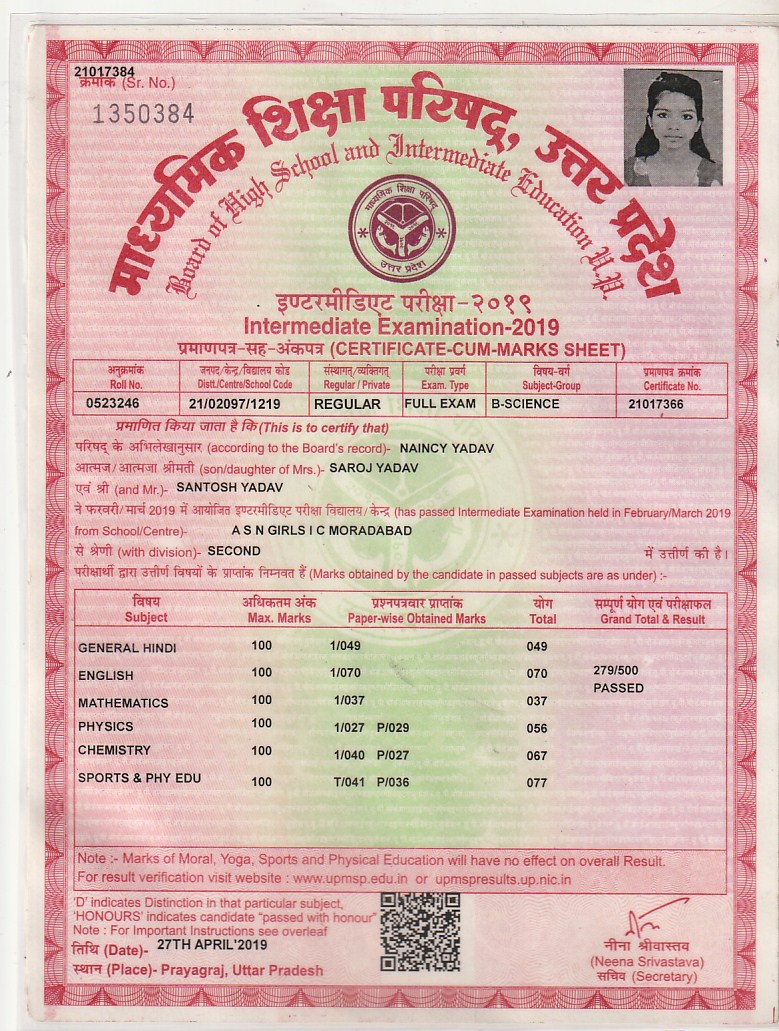 21017384
क्रमांक (Sr. No.)
1350384
माध्यमिक शिक्षा परिषद्, उत्तर प्रदेश
Board of High School and Intermediate Education U.P.
माध्यमिक शिक्षा परिषद्
उत्तर प्रदेश
इण्टरमीडिएट परीक्षा-२०१९
Intermediate Examination-2019
प्रमाणपत्र-सह-अंकपत्र (CERTIFICATE-CUM-MARKS SHEET)
अनुक्रमांक जनपद/केन्द्र/विद्यालय कोड संस्थागत/व्यक्तिगत परीक्षा प्रवर्ग विषय-वर्ग प्रमाणपत्र क्रमांक
Roll No. Distt./Centre/School Code Regular / Private Exam. Type Subject-Group Certificate No.
0523246 21/02097/1219 REGULAR FULL EXAM B-SCIENCE 21017366
प्रमाणित किया जाता है कि (This is to certify that)
परिषद् के अभिलेखानुसार (according to the Board's record)- NAINCY YADAV
आत्मज/आत्मजा श्रीमती (son/daughter of Mrs.)- SAROJ YADAV
एवं श्री (and Mr.)- SANTOSH YADAV
ने फरवरी/मार्च 2019 में आयोजित इण्टरमीडिएट परीक्षा विद्यालय/केन्द्र (has passed Intermediate Examination held in February/March 2019
from School/Centre)- A S N GIRLS I C MORADABAD
से श्रेणी (with division)- SECOND में उत्तीर्ण की है।
परीक्षार्थी द्वारा उत्तीर्ण विषयों के प्राप्तांक निम्नवत हैं (Marks obtained by the candidate in passed subjects are as under) :-
विषय अधिकतम अंक प्रश्नपत्रवार प्राप्तांक योग सम्पूर्ण योग एवं परीक्षाफल
Subject Max. Marks Paper-wise Obtained Marks Total Grand Total & Result
GENERAL HINDI 100 1/049 049
ENGLISH 100 1/070 070 279/500
PASSED
MATHEMATICS 100 1/037 037
PHYSICS 100 1/027 P/029 056
CHEMISTRY 100 1/040 P/027 067
SPORTS & PHY EDU 100 T/041 P/036 077
Note :- Marks of Moral, Yoga, Sports and Physical Education will have no effect on overall Result.
For result verification visit website : www.upmsp.edu.in or upmspresults.up.nic.in
'D' indicates Distinction in that particular subject,
'HONOURS' indicates candidate "passed with honour"
Note : For Important Instructions see overleaf
तिथि (Date)- 27TH APRIL'2019
स्थान (Place)- Prayagraj, Uttar Pradesh
नीना श्रीवास्तव
(Neena Srivastava)
सचिव (Secretary)